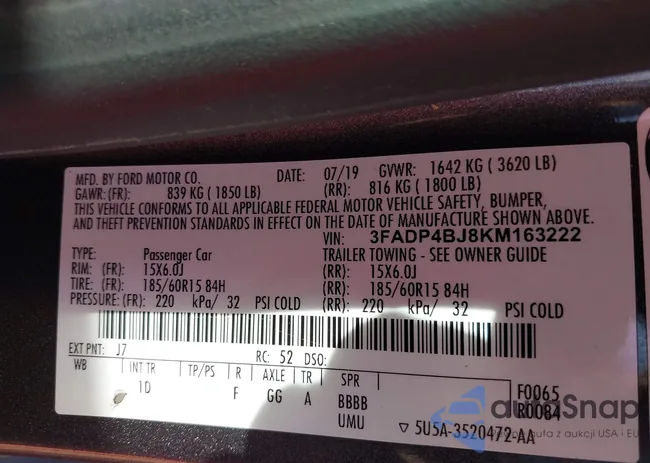 MFD. BY FORD MOTOR CO. DATE: 07/19 GVWR: 1642 KG ( 3620 LB)
GAWR: (FR): 839 KG ( 1850 LB) (RR): 816 KG ( 1800 LB)
THIS VEHICLE CONFORMS TO ALL APPLICABLE FEDERAL MOTOR VEHICLE SAFETY, BUMPER,
AND THEFT PREVENTION STANDARDS IN EFFECT ON THE DATE OF MANUFACTURE SHOWN ABOVE.
VIN: 3FADP4BJ8KM163222
TYPE: Passenger Car TRAILER TOWING - SEE OWNER GUIDE
RIM: (FR): 15X6.0J (RR): 15X6.0J
TIRE: (FR): 185/60R15 84H (RR): 185/60R15 84H
PRESSURE: (FR): 220 kPa/ 32 PSI COLD (RR): 220 kPa/ 32 PSI COLD
EXT PNT: J7 RC: 52 DSO:
WB INT TR TP/PS R AXLE TR SPR
1D F GG A BBBB F0065
UMU R0084
▽ 5U5A-3520472-AA
autoSnap
auta z aukcji USA i EU